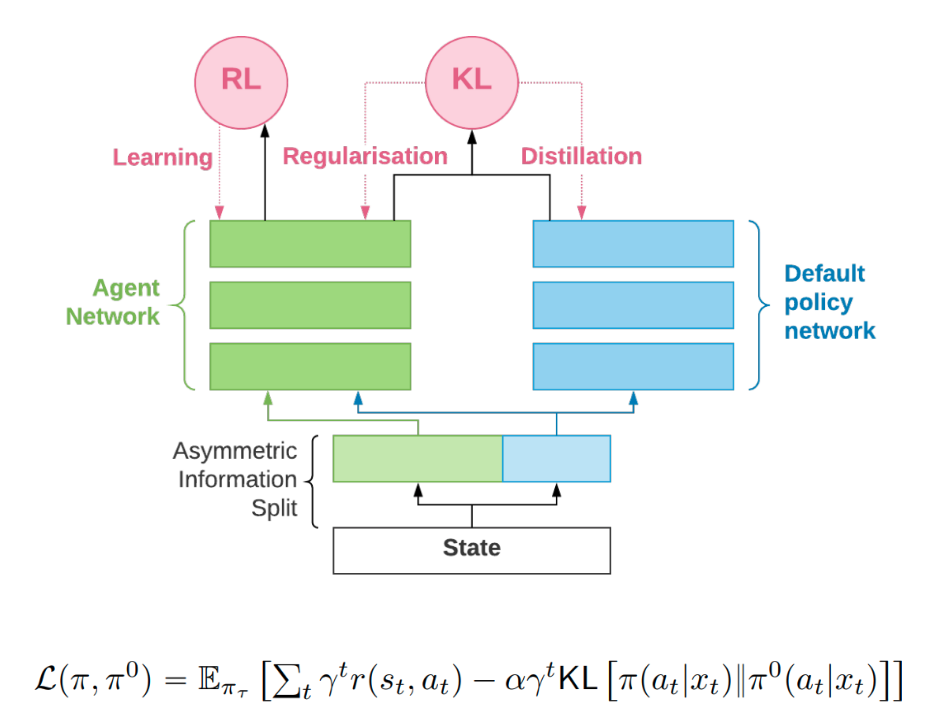 RL
KL
Learning
Regularisation
Distillation
Agent
Network
Default
policy
network
Asymmetric
Information
Split
State
$\mathcal{L}(\pi, \pi^0) = \mathbb{E}_{\pi_\tau} \left[ \sum_t \gamma^t r(s_t, a_t) - \alpha \gamma^t \mathsf{KL} \left[ \pi(a_t|x_t) \| \pi^0(a_t|x_t) \right] \right]$